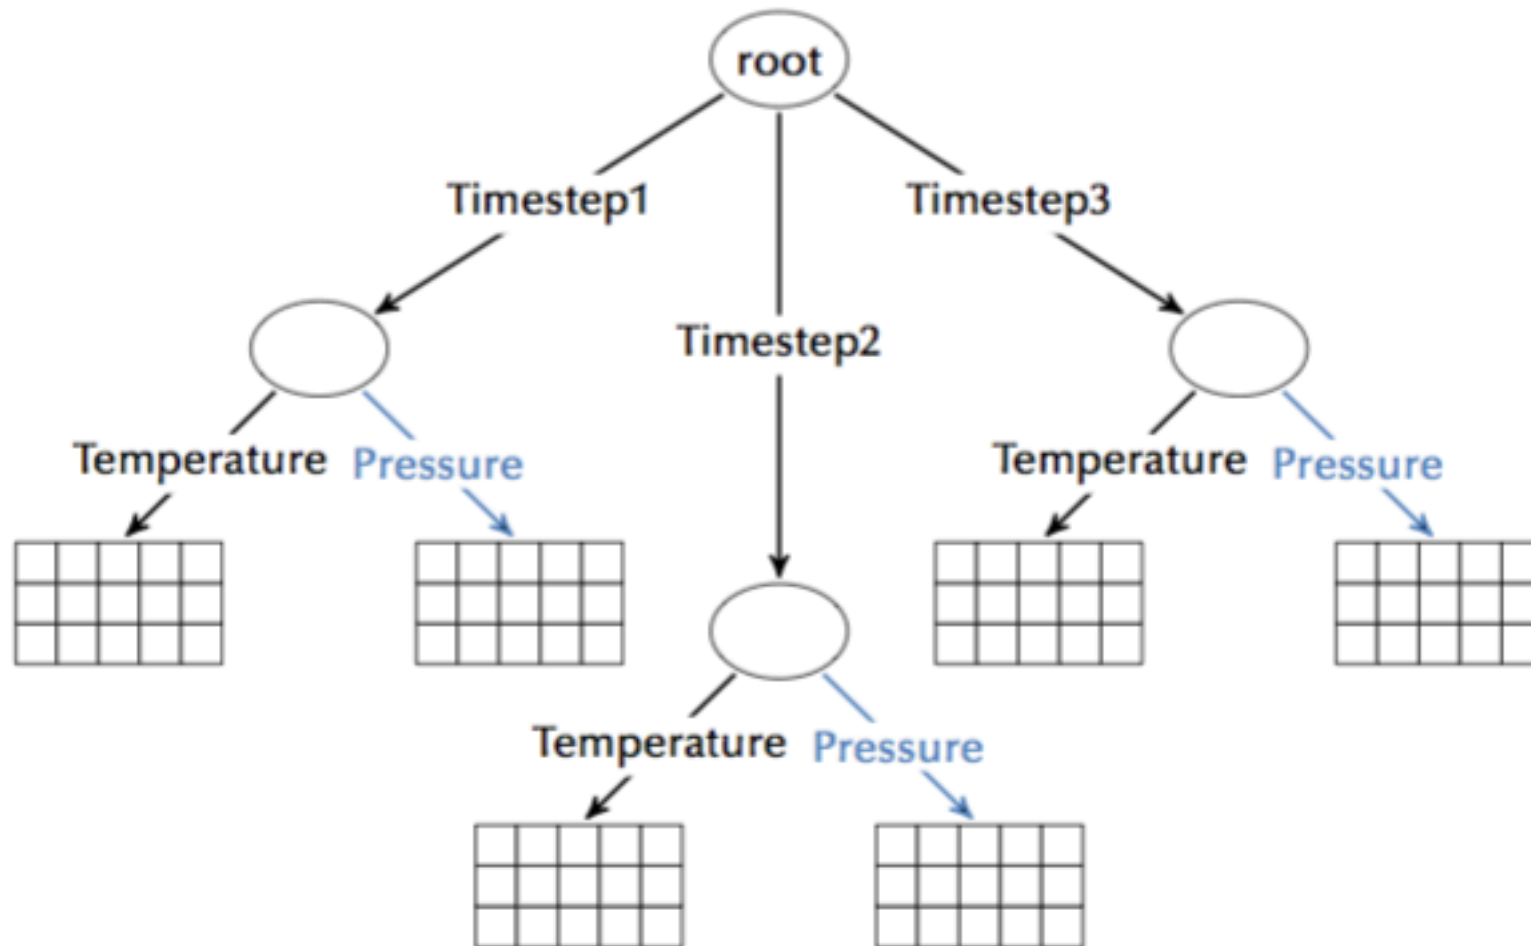 root
Timestep1
Timestep3
Timestep2
Temperature
Pressure
Temperature
Pressure
Temperature
Pressure